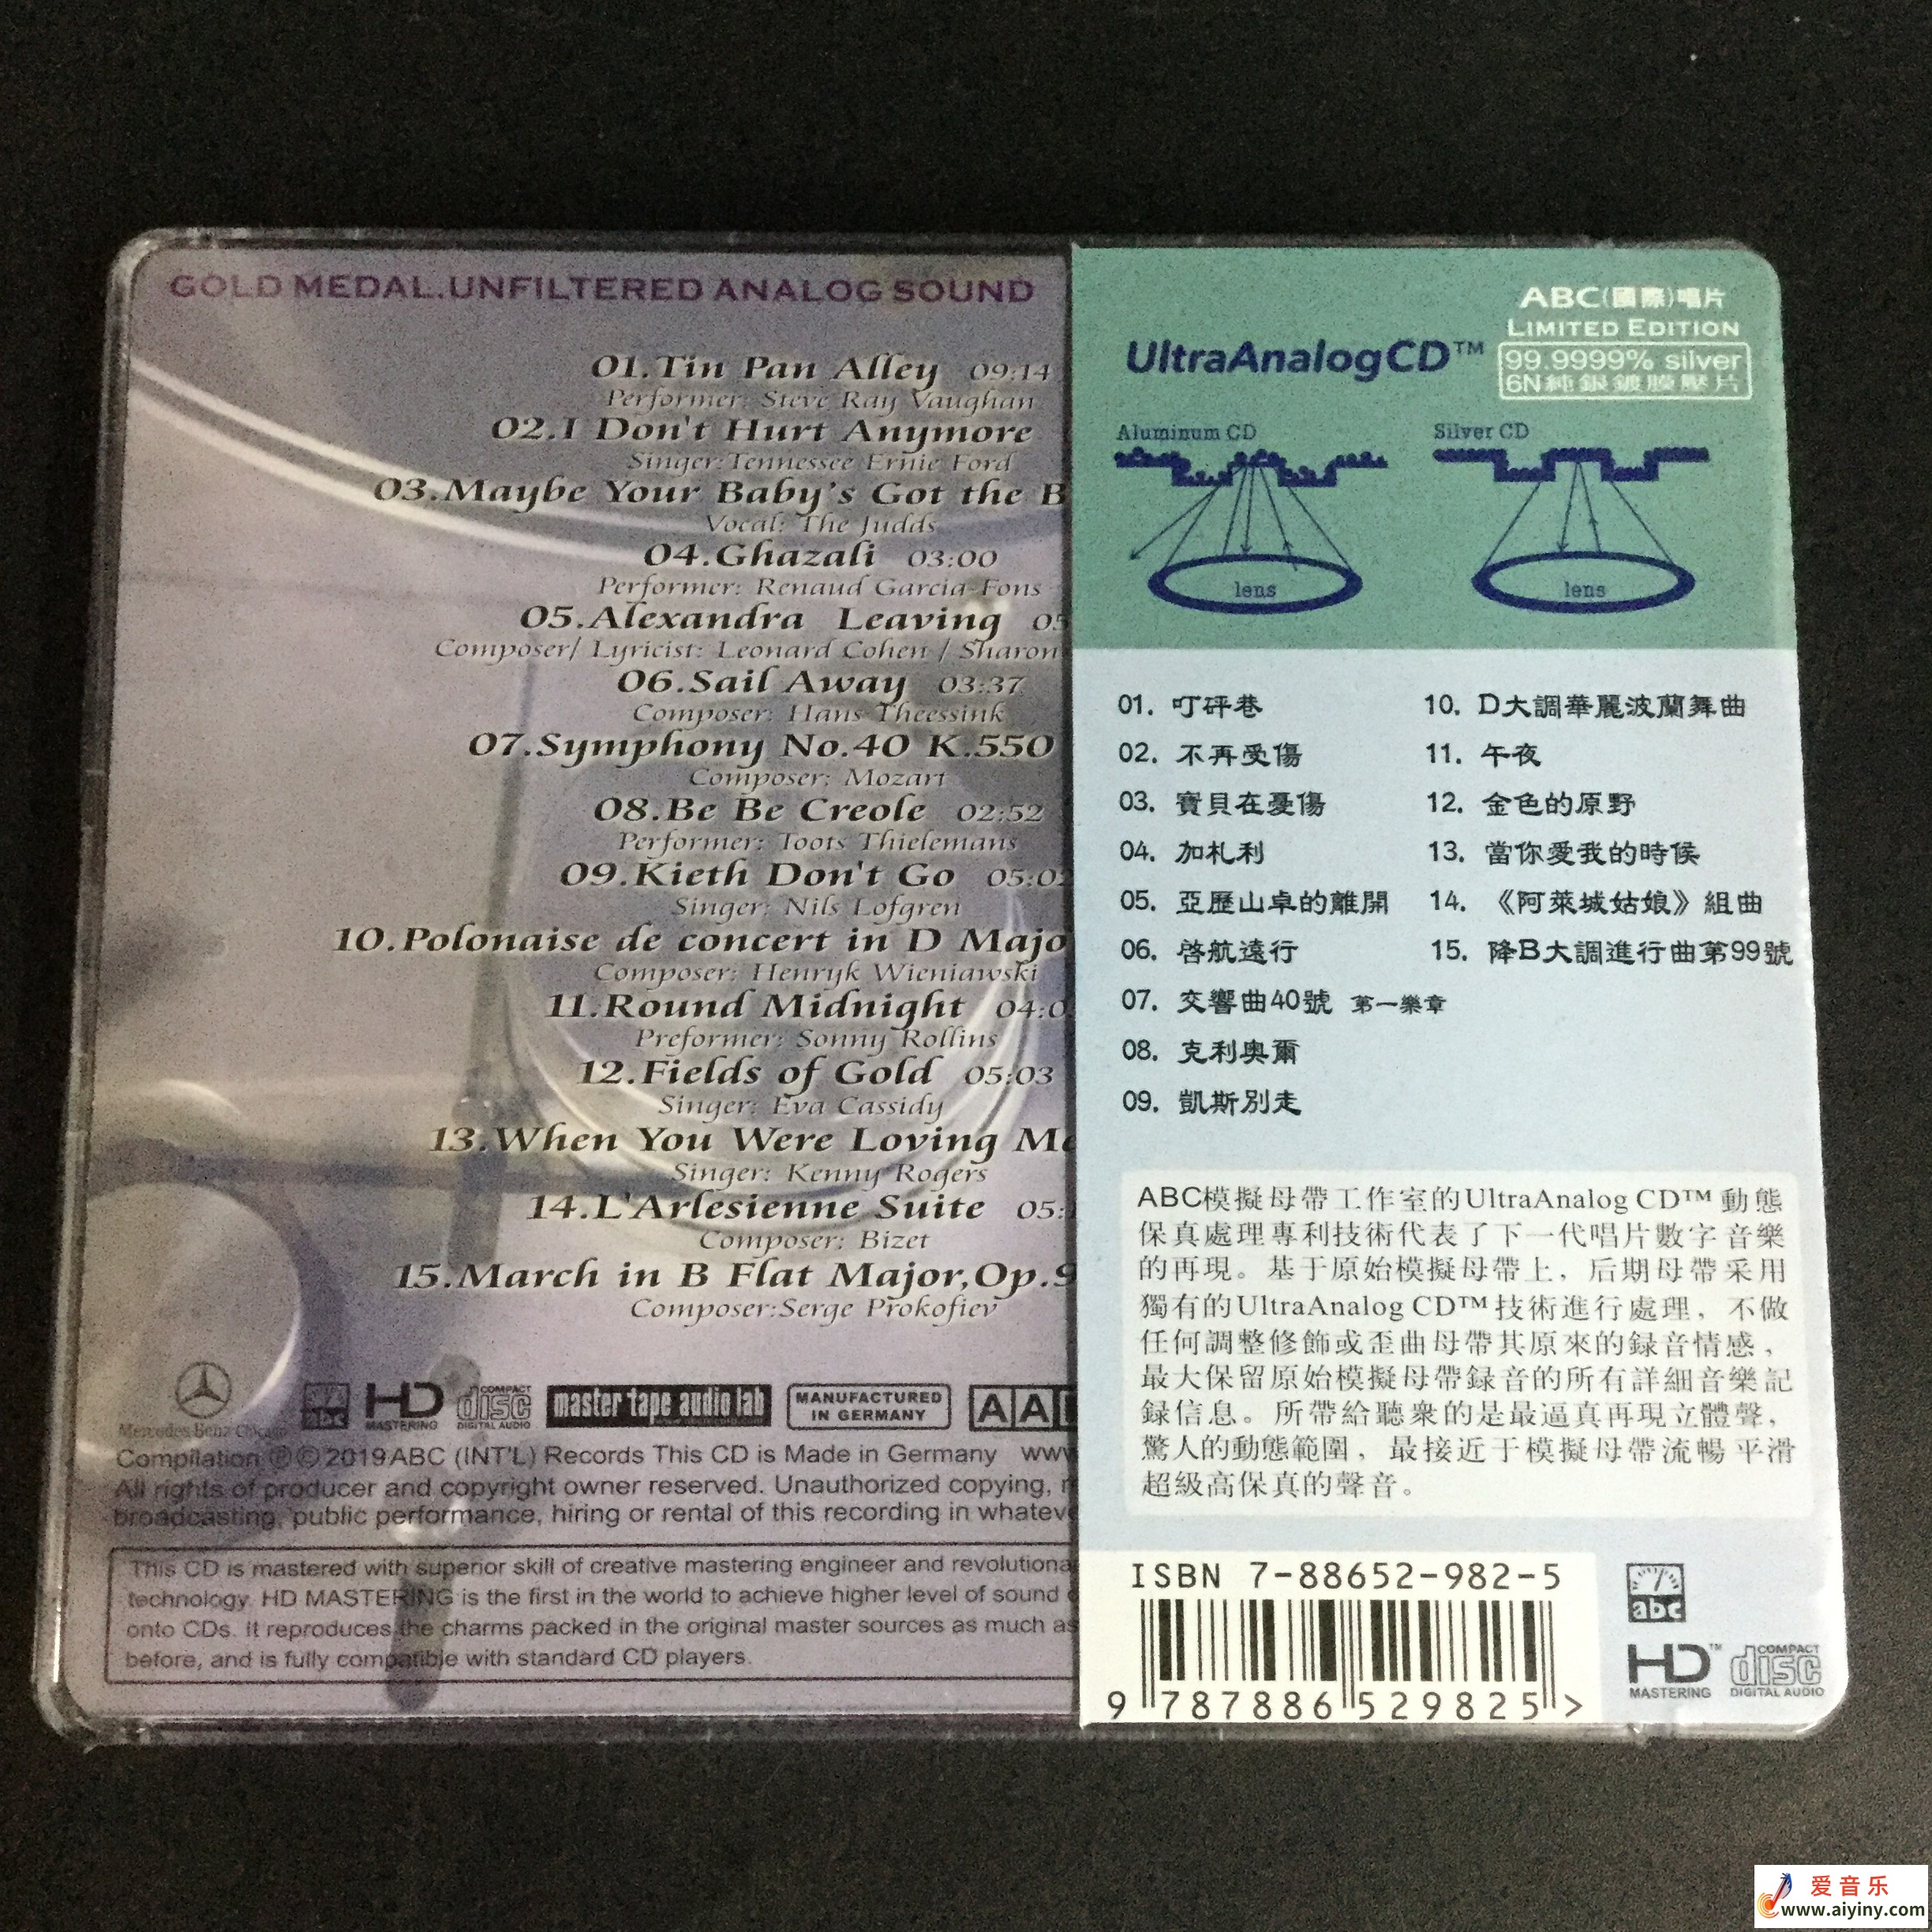 GOLD MEDAL.UNFILTERED ANALOG SOUND
01.Tin Pan Alley 09:14
Performer: Steve Ray Vaughan
02.I Don't Hurt Anymore
Singer:Tennessee Ernie Ford
03.Maybe Your Baby's Got the B
Vocal: The Judds
04.Ghazali 03:00
Performer: Renaud Garcia-Fons
05.Alexandra Leaving 05
Composer/ Lyricist: Leonard Cohen / Sharon
06.Sail Away 03:37
Composer: Hans Theessink
07.Symphony No.40 K.550
Composer: Mozart
08.Be Be Creole 02:52
Performer: Toots Thielemans
09.Kieth Don't Go 05:02
Singer: Nils Lofgren
10.Polonaise de concert in D Majo
Composer: Henryk Wieniawski
11.Round Midnight 04:0
Preformer: Sonny Rollins
12.Fields of Gold 05:03
Singer: Eva Cassidy
13.When You Were Loving Me
Singer: Kenny Rogers
14.L'Arlesienne Suite 05:1
Composer: Bizet
15.March in B Flat Major,Op.9
Composer:Serge Prokofiev
Mercedes Benz Chicago
abc
HD MASTERING
COMPACT disc DIGITAL AUDIO
master tape audio lab
MANUFACTURED IN GERMANY
AA
Compilation ℗© 2019 ABC (INT'L) Records This CD is Made in Germany www
All rights of producer and copyright owner reserved. Unauthorized copying, r
broadcasting, public performance, hiring or rental of this recording in whateve
This CD is mastered with superior skill of creative mastering engineer and revolutiona
technology. HD MASTERING is the first in the world to achieve higher level of sound
onto CDs. It reproduces the charms packed in the original master sources as much as
before, and is fully compatible with standard CD players.
ABC(國際)唱片
LIMITED EDITION
UltraAnalogCD™
99.9999% silver
6N純銀鍍膜壓片
Aluminum CD
Silver CD
lens
lens
01. 叮砰巷
02. 不再受傷
03. 寶貝在憂傷
04. 加札利
05. 亞歷山卓的離開
06. 啓航遠行
07. 交響曲40號 第一樂章
08. 克利奧爾
09. 凱斯別走
10. D大調華麗波蘭舞曲
11. 午夜
12. 金色的原野
13. 當你愛我的時候
14. 《阿萊城姑娘》組曲
15. 降B大調進行曲第99號
ABC模擬母帶工作室的UltraAnalog CD™ 動態
保真處理專利技術代表了下一代唱片數字音樂
的再現。基于原始模擬母帶上，后期母帶采用
獨有的UltraAnalog CD™技術進行處理，不做
任何調整修飾或歪曲母帶其原來的録音情感，
最大保留原始模擬母帶録音的所有詳細音樂記
録信息。所帶給聽衆的是最逼真再現立體聲，
驚人的動態範圍，最接近于模擬母帶流暢平滑
超級高保真的聲音。
ISBN 7-88652-982-5
9 787886 529825 >
abc
HD™ MASTERING
COMPACT disc DIGITAL AUDIO
爱音乐
www.aiyiny.com